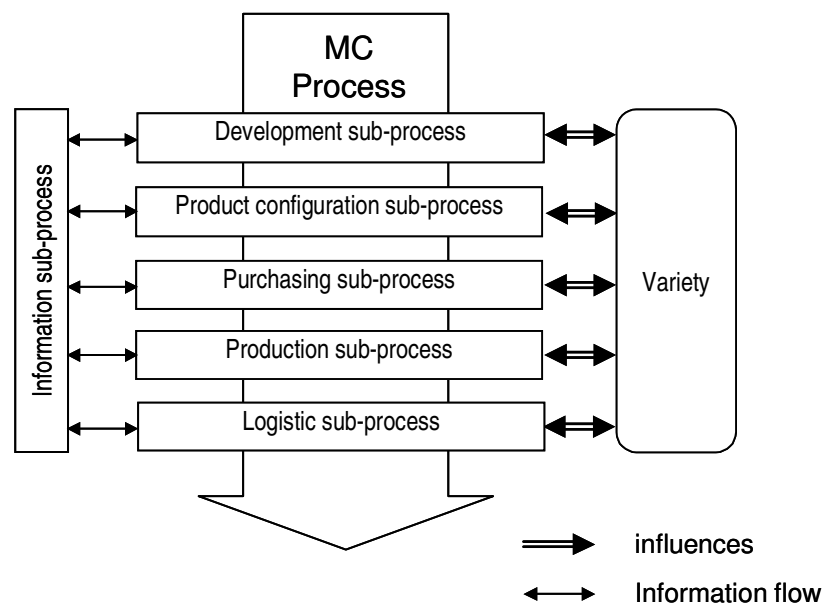 MC
Process
Development sub-process
Product configuration sub-process
Purchasing sub-process
Production sub-process
Logistic sub-process
Information sub-process
Variety
influences
Information flow